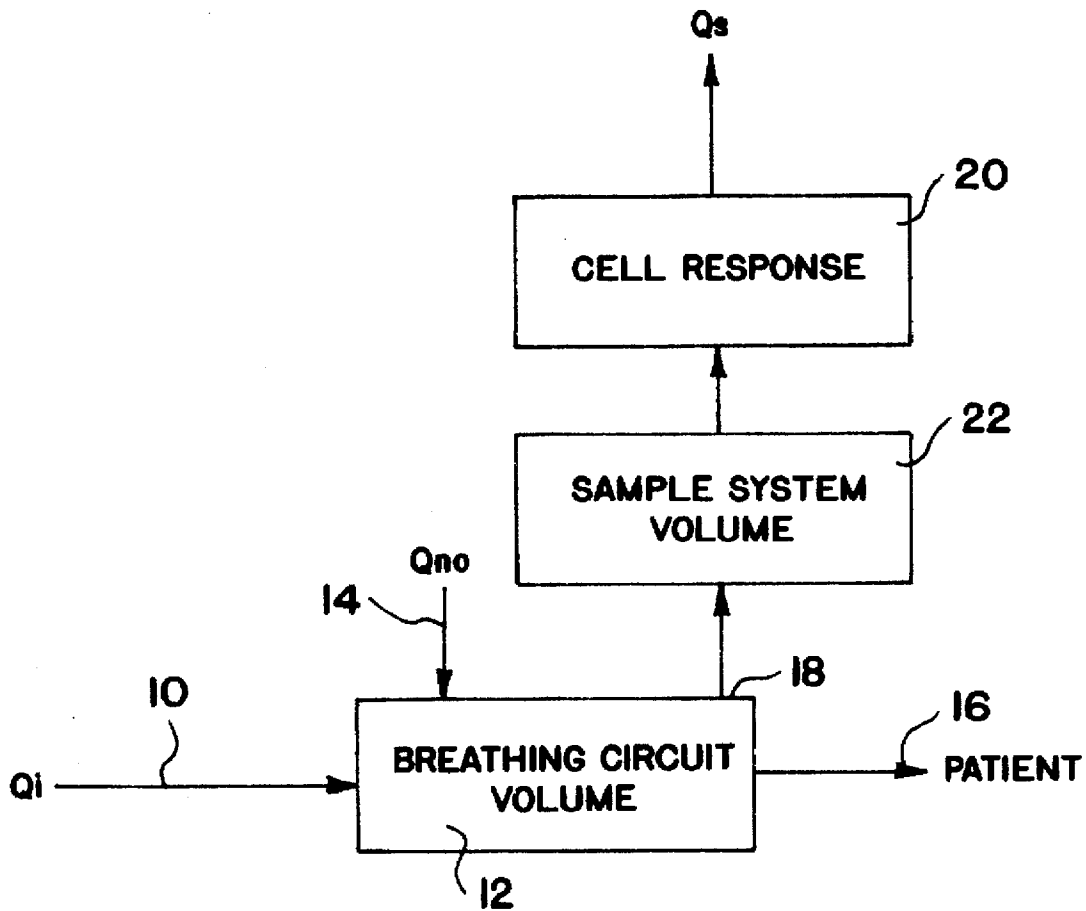 Qs
20
CELL RESPONSE
22
SAMPLE SYSTEM
VOLUME
Qno
14
18
10
16
BREATHING CIRCUIT
VOLUME
Qi
PATIENT
12